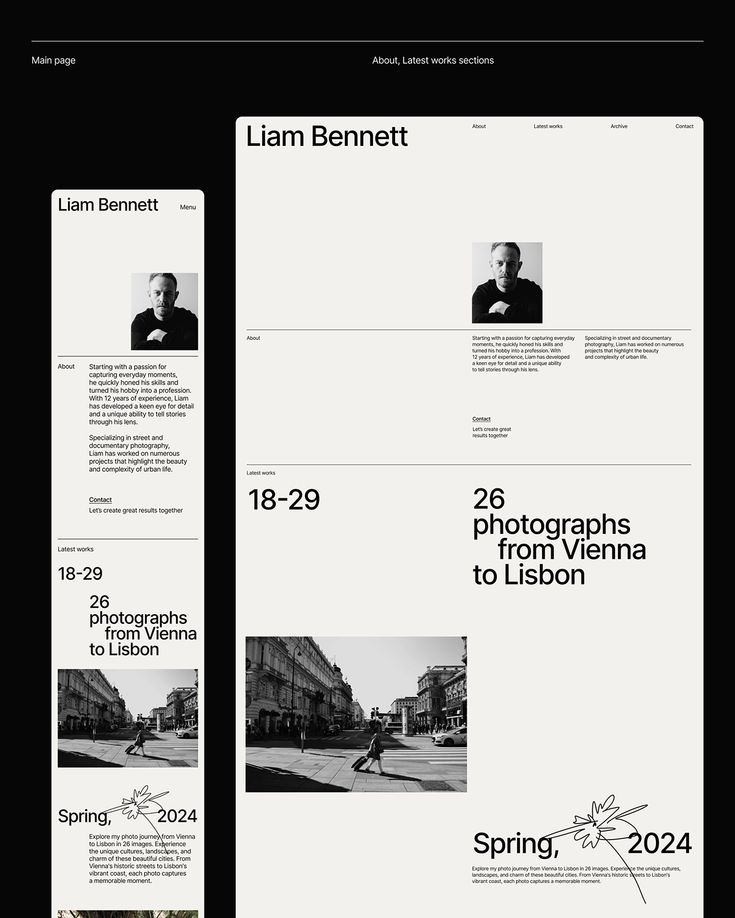 Main page
About, Latest works sections
Liam Bennett
Menu
About
Starting with a passion for
capturing everyday moments,
he quickly honed his skills and
turned his hobby into a profession.
With 12 years of experience, Liam
has developed a keen eye for detail
and a unique ability to tell stories
through his lens.
Specializing in street and
documentary photography,
Liam has worked on numerous
projects that highlight the beauty
and complexity of urban life.
Contact
Let's create great results together
Latest works
18-29
26
photographs
from Vienna
to Lisbon
Spring, 2024
Explore my photo journey from Vienna
to Lisbon in 26 images. Experience
the unique cultures, landscapes, and
charm of these beautiful cities. From
Vienna's historic streets to Lisbon's
vibrant coast, each photo captures
a memorable moment.
Liam Bennett
About
Latest works
Archive
Contact
About
Starting with a passion for capturing everyday
moments, he quickly honed his skills and
turned his hobby into a profession. With
12 years of experience, Liam has developed
a keen eye for detail and a unique ability
to tell stories through his lens.
Specializing in street and documentary
photography, Liam has worked on numerous
projects that highlight the beauty
and complexity of urban life.
Contact
Let's create great
results together
Latest works
18-29
26
photographs
from Vienna
to Lisbon
Spring, 2024
Explore my photo journey from Vienna to Lisbon in 26 images. Experience the unique cultures,
landscapes, and charm of these beautiful cities. From Vienna's historic streets to Lisbon's
vibrant coast, each photo captures a memorable moment.